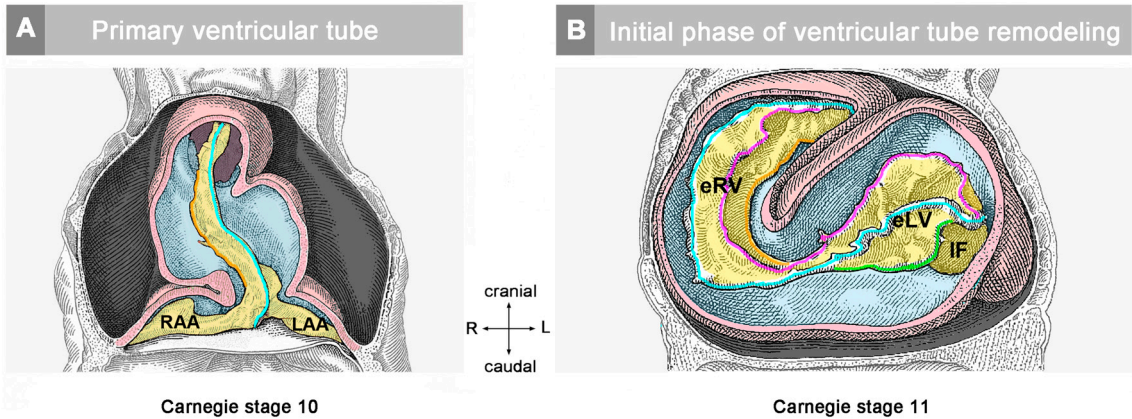 A Primary ventricular tube
RAA
LAA
Carnegie stage 10
cranial
R L
caudal
B Initial phase of ventricular tube remodeling
eRV
eLV
IF
Carnegie stage 11